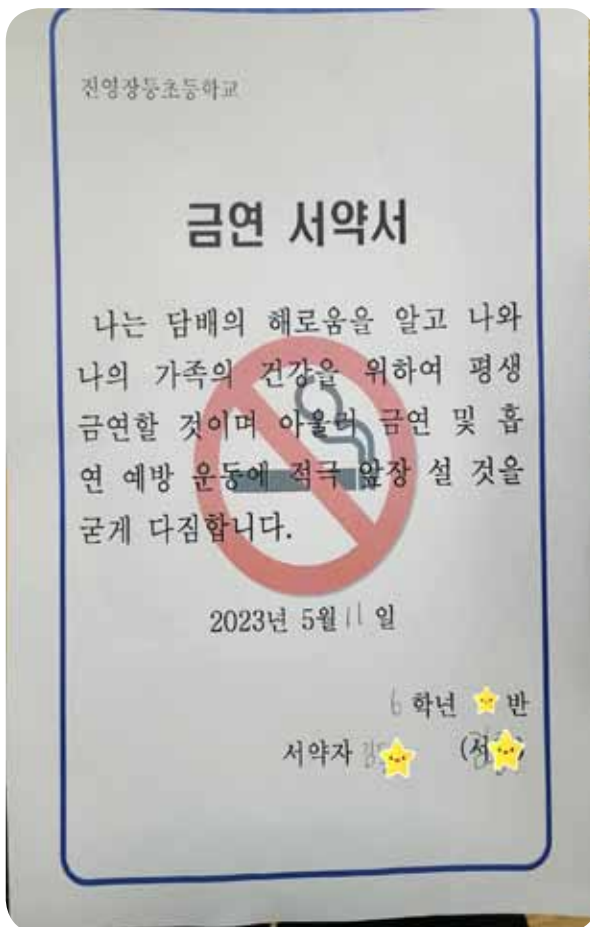 진영장등초등학교
금연 서약서
나는 담배의 해로움을 알고 나와
나의 가족의 건강을 위하여 평생
금연할 것이며 아울러 금연 및 흡
연 예방 운동에 적극 앞장 설 것을
굳게 다짐합니다.
2023년 5월 11 일
6 학년 반
서약자 김